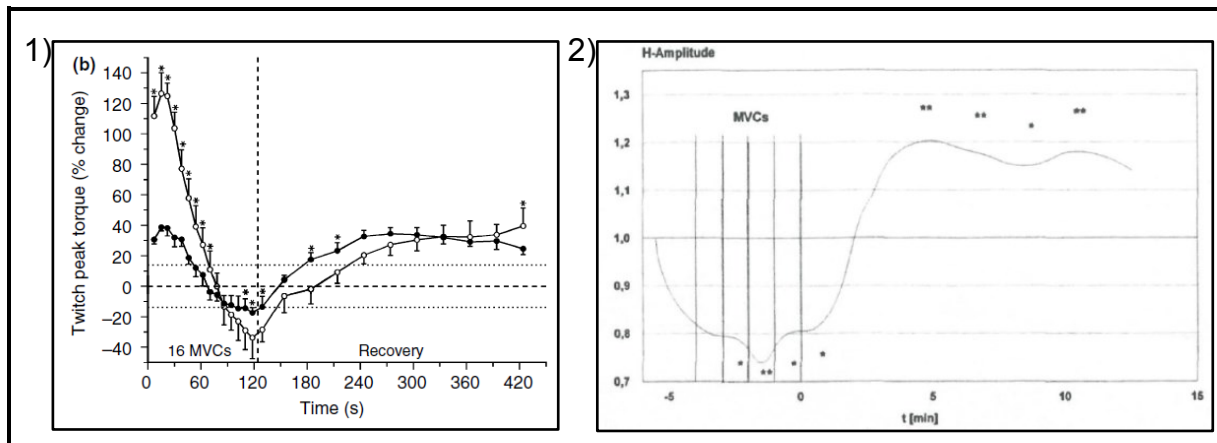 1)
(b)
Twitch peak torque (% change)
140
120
100
80
60
40
20
0
−20
−40
* * * * * * * * * * * * * * *
16 MVCs
Recovery
0 60 120 180 240 300 360 420
Time (s)
2)
H-Amplitude
1,3
1,2
1,1
1,0
0,9
0,8
0,7
MVCs
** ** * **
* ** * *
-5 0 5 10 15
t [min]